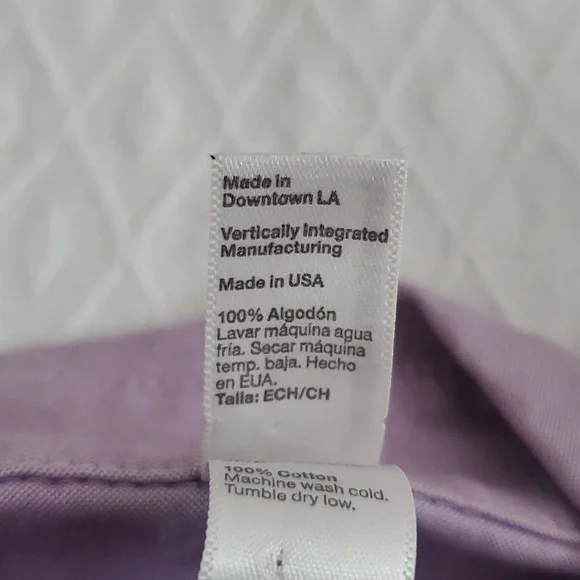 Made in
Downtown LA
Vertically Integrated
Manufacturing
Made in USA
100% Algodón
Lavar máquina agua
fría. Secar máquina
temp. baja. Hecho
en EUA.
Talla: ECH/CH
100% Cotton
Machine wash cold.
Tumble dry low.